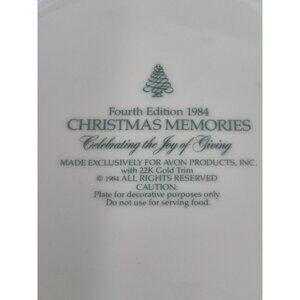 Fourth Edition 1984
CHRISTMAS MEMORIES
Celebrating the Joy of Giving
MADE EXCLUSIVELY FOR AVON PRODUCTS, INC.
with 22K Gold Trim
© 1984 ALL RIGHTS RESERVED
CAUTION:
Plate for decorative purposes only.
Do not use for serving food.